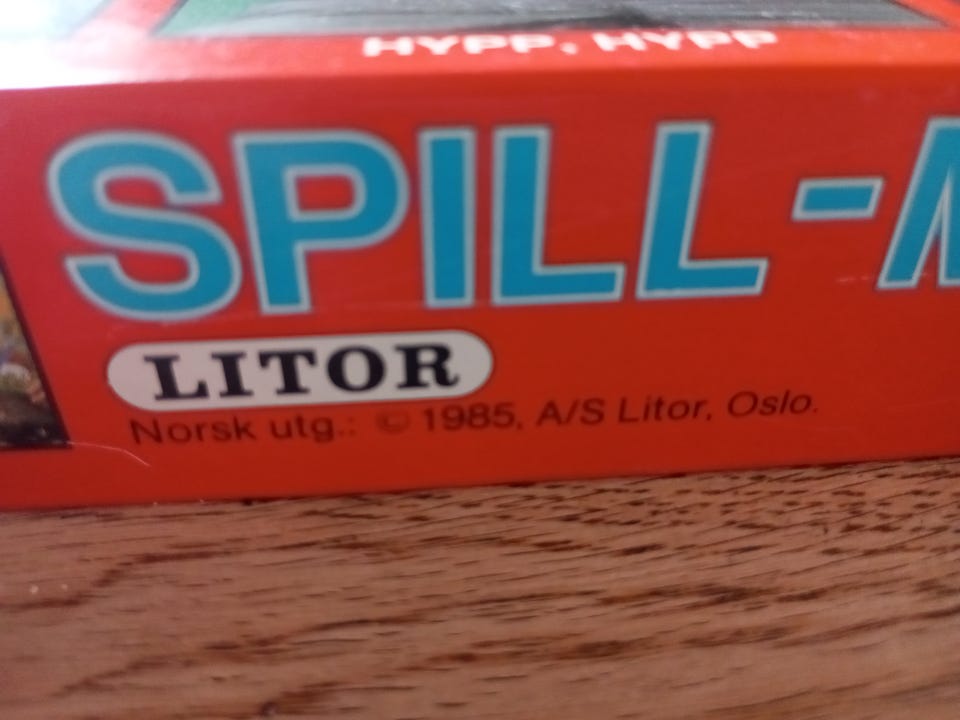 HYPP, HYPP
SPILL-
LITOR
Norsk utg.: © 1985, A/S Litor, Oslo.